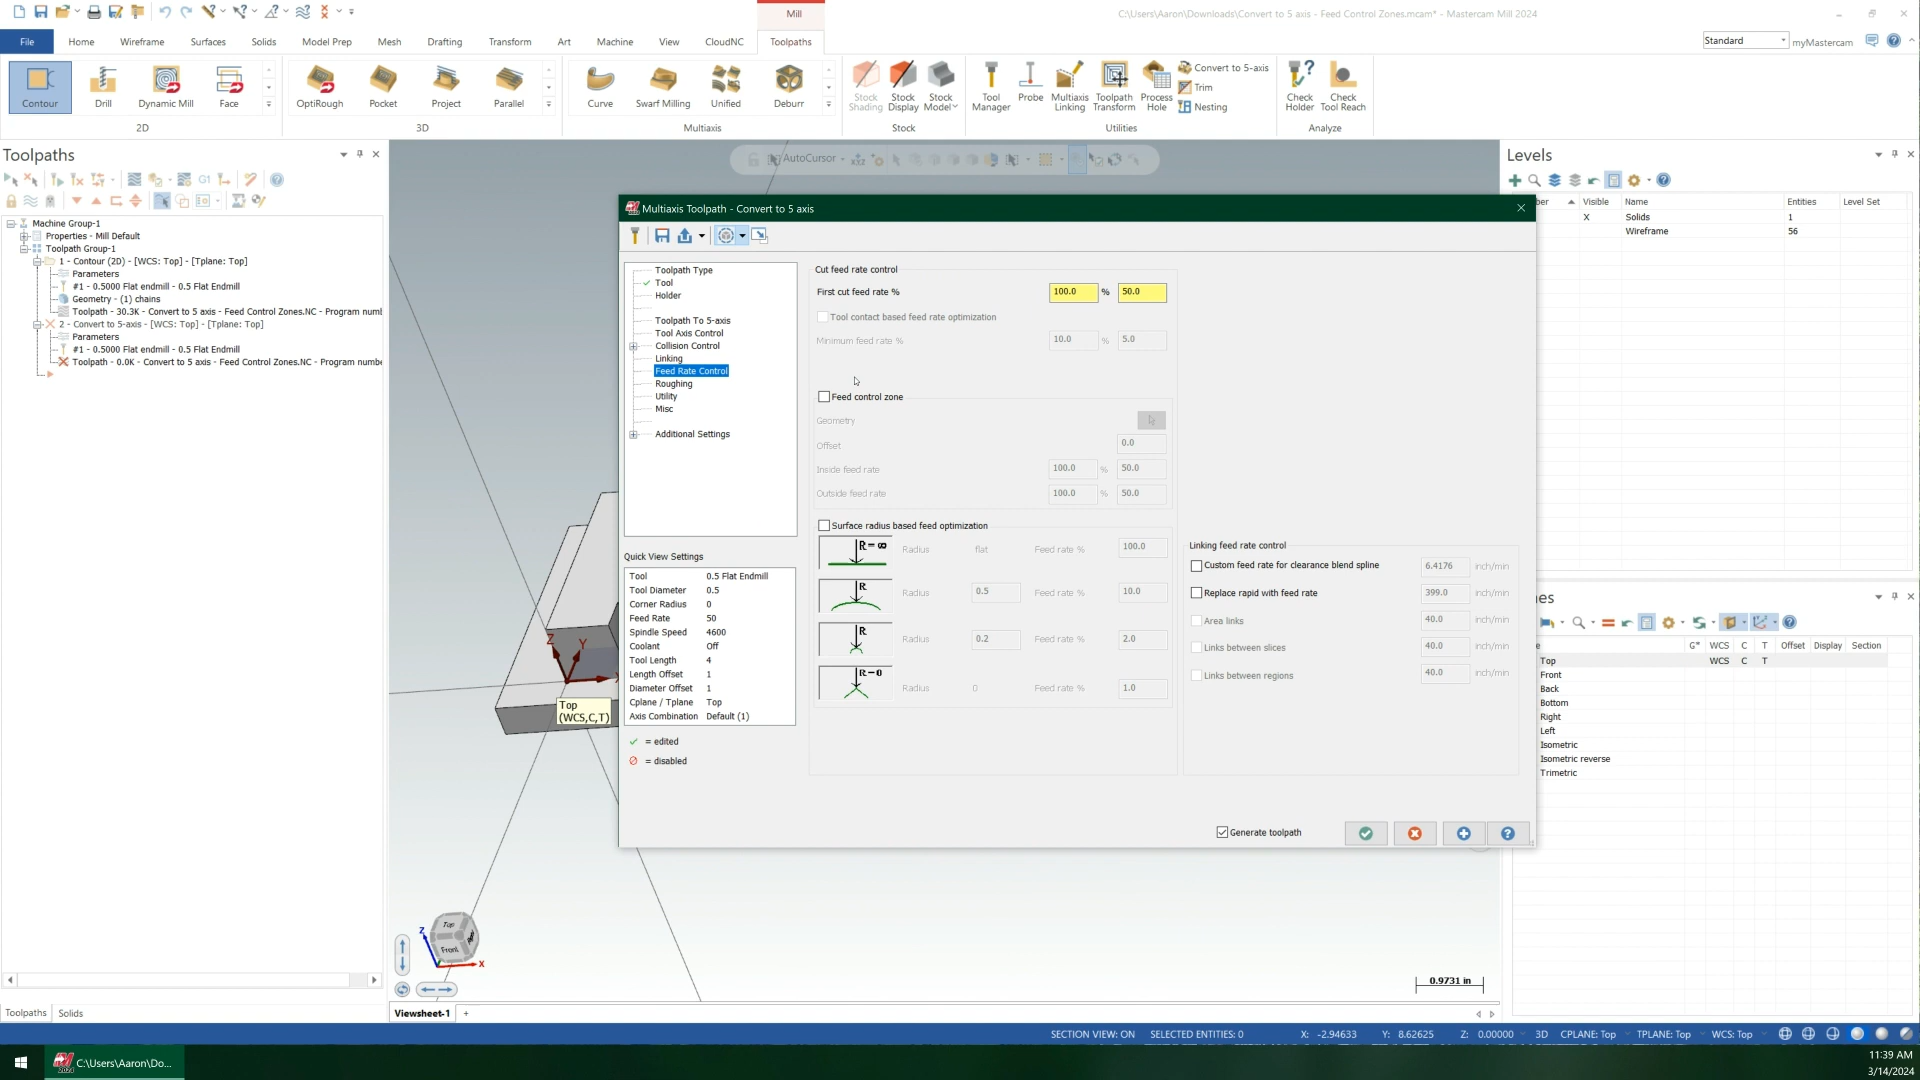 Mill
C:\Users\Aaron\Downloads\Convert to 5 axis - Feed Control Zones.mcam* - Mastercam Mill 2024
File
Home
Wireframe
Surfaces
Solids
Model Prep
Mesh
Drafting
Transform
Art
Machine
View
CloudNC
Toolpaths
Standard
myMastercam
Contour
Drill
Dynamic Mill
Face
OptiRough
Pocket
Project
Parallel
Curve
Swarf Milling
Unified
Deburr
Stock Shading
Stock Display
Stock Model
Tool Manager
Probe
Multiaxis Linking
Toolpath Transform
Process Hole
Convert to 5-axis
Trim
Nesting
Check Holder
Check Tool Reach
2D
3D
Multiaxis
Stock
Utilities
Analyze
Toolpaths
G1
Machine Group-1
Properties - Mill Default
Toolpath Group-1
1 - Contour (2D) - [WCS: Top] - [Tplane: Top]
Parameters
#1 - 0.5000 Flat endmill - 0.5 Flat Endmill
Geometry - (1) chains
Toolpath - 30.3K - Convert to 5 axis - Feed Control Zones.NC - Program numl
2 - Convert to 5-axis - [WCS: Top] - [Tplane: Top]
Parameters
#1 - 0.5000 Flat endmill - 0.5 Flat Endmill
Toolpath - 0.0K - Convert to 5 axis - Feed Control Zones.NC - Program numbe
Toolpaths
Solids
AutoCursor
Multiaxis Toolpath - Convert to 5 axis
Toolpath Type
Tool
Holder
Toolpath To 5-axis
Tool Axis Control
Collision Control
Linking
Feed Rate Control
Roughing
Utility
Misc
Additional Settings
Quick View Settings
Tool 0.5 Flat Endmill
Tool Diameter 0.5
Corner Radius 0
Feed Rate 50
Spindle Speed 4600
Coolant Off
Tool Length 4
Length Offset 1
Diameter Offset 1
Cplane / Tplane Top
Axis Combination Default (1)
= edited
= disabled
Cut feed rate control
First cut feed rate % 100.0 % 50.0
Tool contact based feed rate optimization
Minimum feed rate % 10.0 % 5.0
Feed control zone
Geometry
Offset 0.0
Inside feed rate 100.0 % 50.0
Outside feed rate 100.0 % 50.0
Surface radius based feed optimization
R=∞ Radius flat Feed rate % 100.0
R Radius 0.5 Feed rate % 10.0
R Radius 0.2 Feed rate % 2.0
R=0 Radius 0 Feed rate % 1.0
Linking feed rate control
Custom feed rate for clearance blend spline 6.4176 inch/min
Replace rapid with feed rate 399.0 inch/min
Area links 40.0 inch/min
Links between slices 40.0 inch/min
Links between regions 40.0 inch/min
Generate toolpath
Z
Y
Top
(WCS,C,T)
Z
Top
Front
X
0.9731 in
Viewsheet-1
+
Levels
ber Visible Name Entities Level Set
X Solids 1
Wireframe 56
nes
e G* WCS C T Offset Display Section
Top WCS C T
Front
Back
Bottom
Right
Left
Isometric
Isometric reverse
Trimetric
SECTION VIEW: ON SELECTED ENTITIES: 0 X: -2.94633 Y: 8.62625 Z: 0.00000 3D CPLANE: Top TPLANE: Top WCS: Top
C:\Users\Aaron\Do...
11:39 AM
3/14/2024